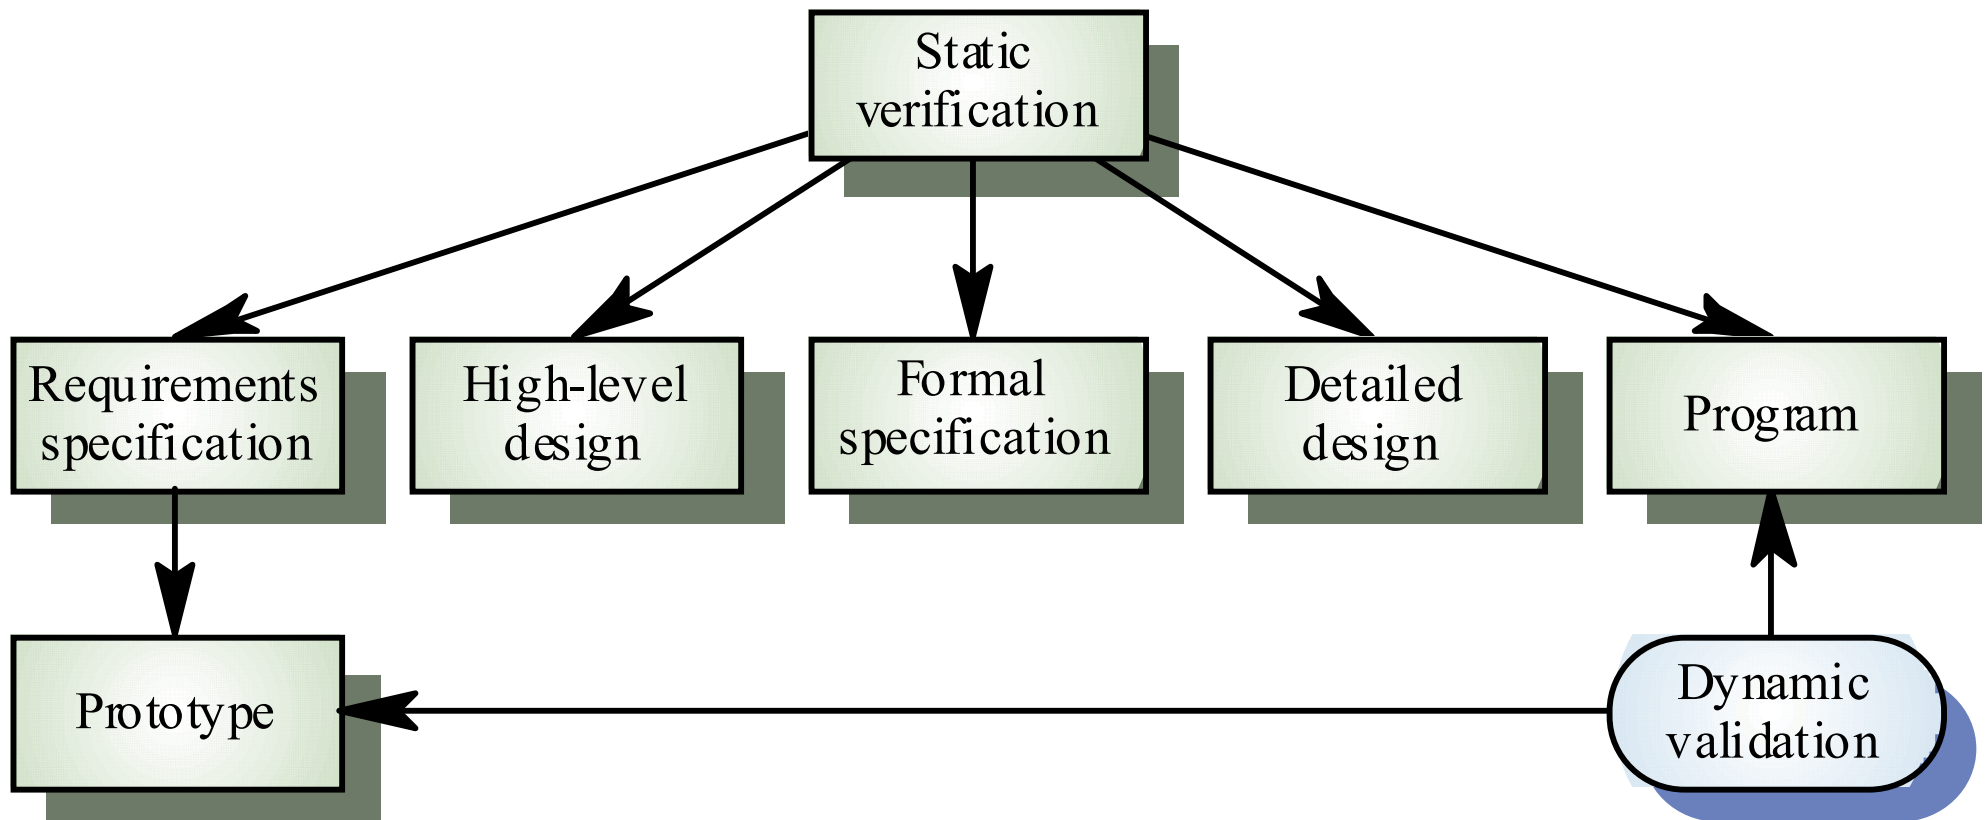 Static
verification
Requirements
specification
High-level
design
Formal
specification
Detailed
design
Program
Prototype
Dynamic
validation